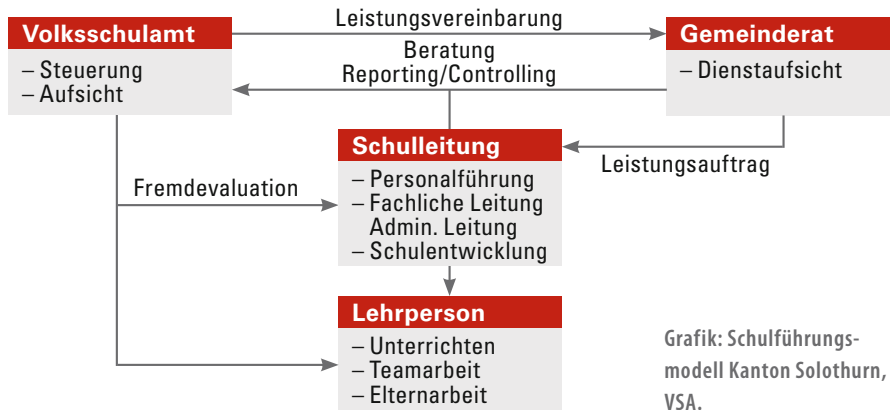 Leistungsvereinbarung
Volksschulamt
– Steuerung
– Aufsicht
Beratung
Reporting/Controlling
Gemeinderat
– Dienstaufsicht
Schulleitung
– Personalführung
– Fachliche Leitung
Admin. Leitung
– Schulentwicklung
Leistungsauftrag
Fremdevaluation
Lehrperson
– Unterrichten
– Teamarbeit
– Elternarbeit
Grafik: Schulführungs-
modell Kanton Solothurn,
VSA.